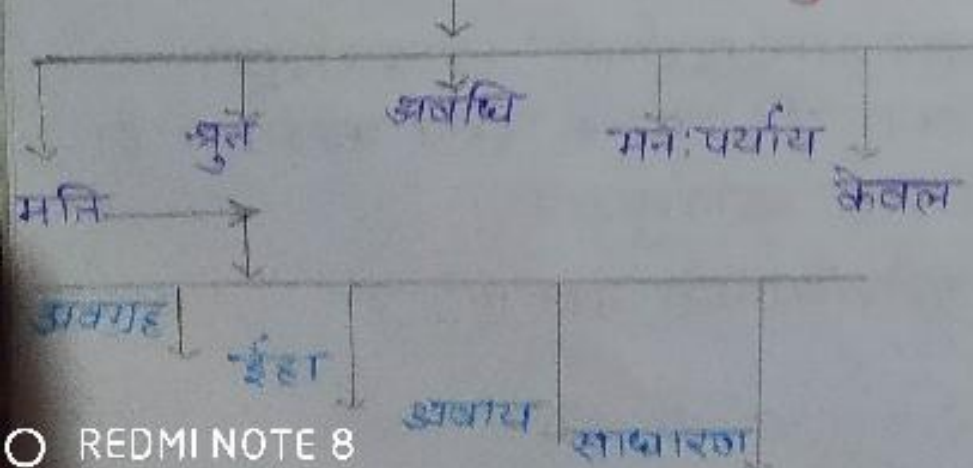 श्रुत
अवधि
मन:पर्याय
केवल
मति
अवग्रह
ईहा
अवाय
साधारण
REDMI NOTE 8